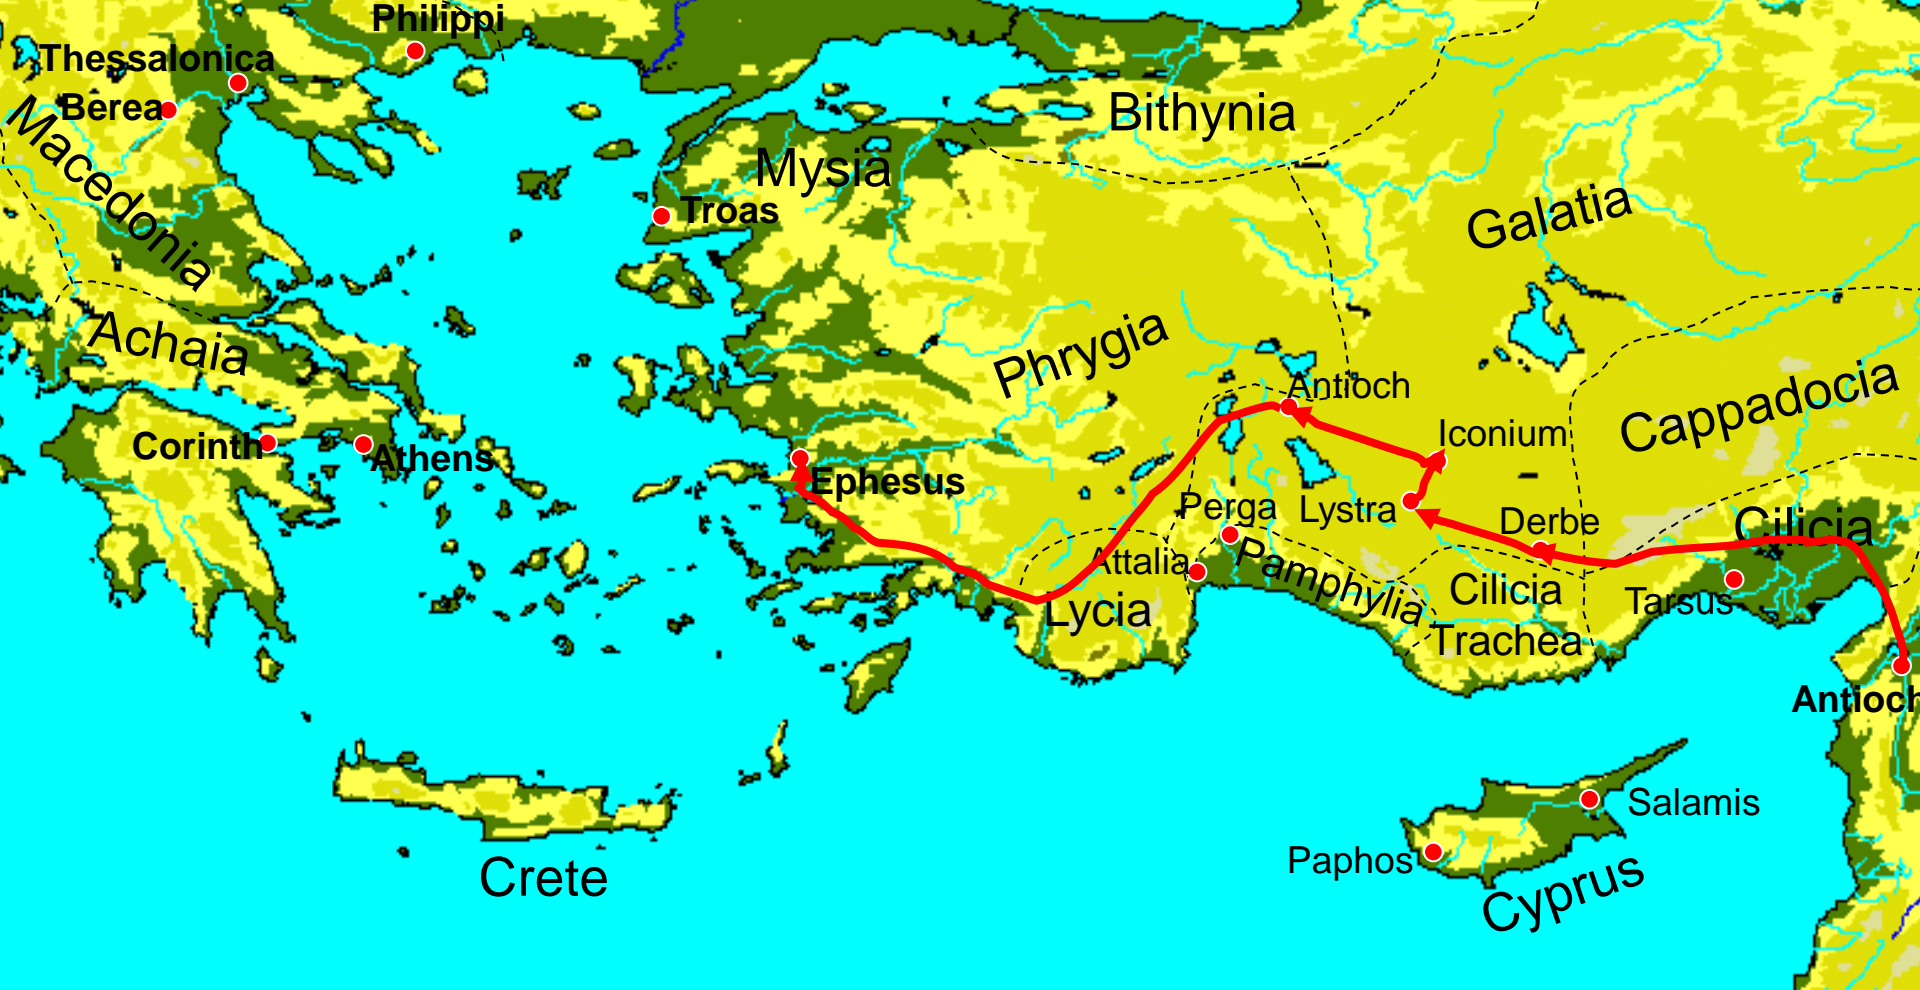 Philippi
Thessalonica
Berea
Macedonia
Bithynia
Mysia
Troas
Galatia
Achaia
Phrygia
Antioch
Cappadocia
Iconium
Corinth
Athens
Ephesus
Perga
Lystra
Derbe
Cilicia
Attalia
Pamphylia
Lycia
Cilicia
Trachea
Tarsus
Antioch
Salamis
Paphos
Cyprus
Crete